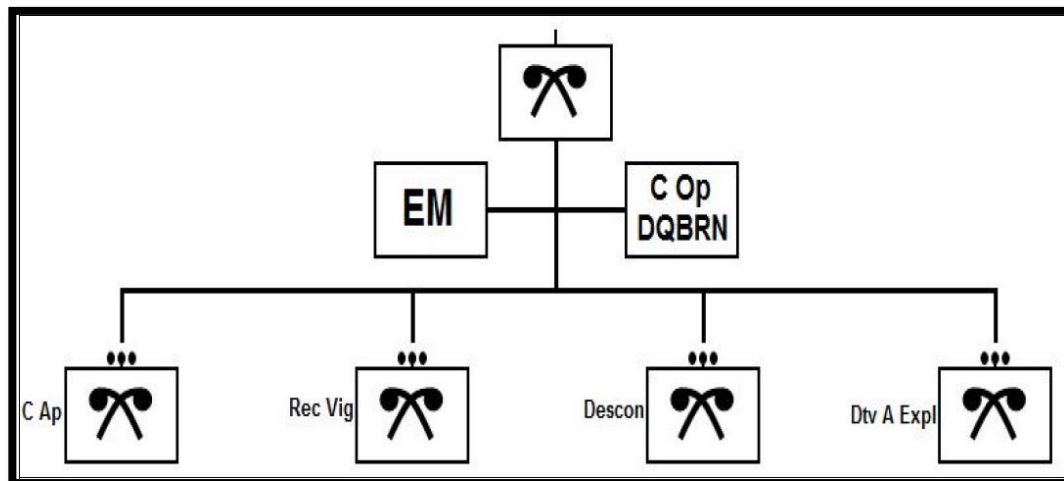 EM
C Op
DQBRN
C Ap
Rec Vig
Descon
Dtv A Expl